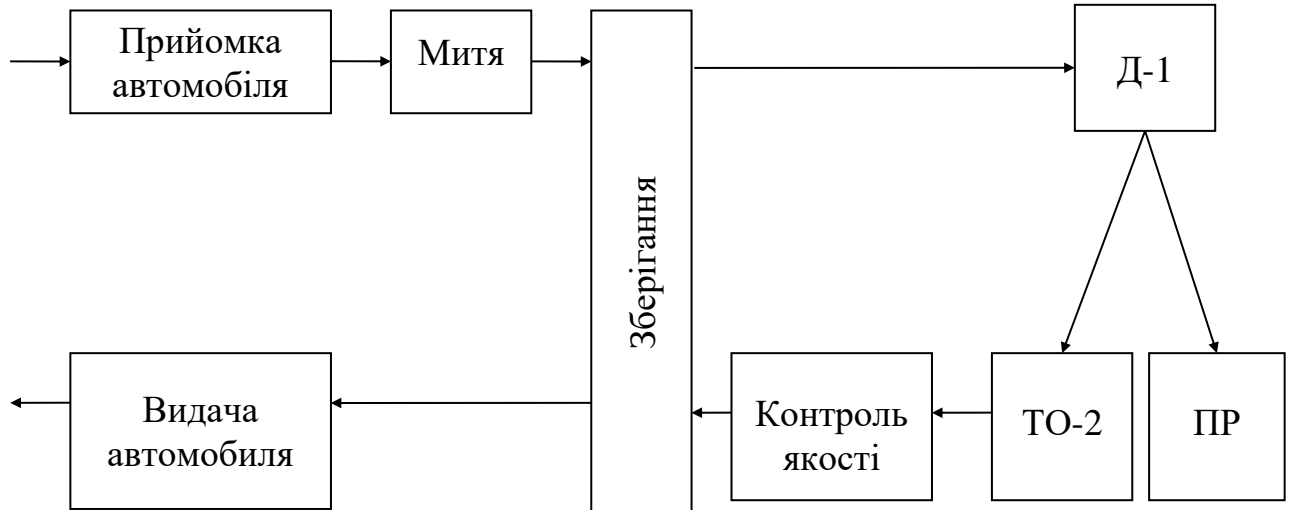 Прийомка
автомобіля
Митя
Зберігання
Д-1
Видача
автомобиля
Контроль
якості
ТО-2
ПР